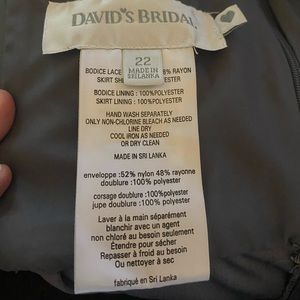 DAVID'S BRIDAL
22
MADE IN
SRI LANKA
BODICE LACE 8% RAYON
SKIRT SHE POLYESTER
BODICE LINING : 100%POLYESTER
SKIRT LINING : 100%POLYESTER
HAND WASH SEPARATELY
ONLY NON-CHLORINE BLEACH AS NEEDED
LINE DRY
COOL IRON AS NEEDED
OR DRY CLEAN
MADE IN SRI LANKA
enveloppe :52% nylon 48% rayonne
doublure : 100% polyester
corsage doublure :100%polyester
jupe doublure :100% polyester
Laver à la main séparément
blanchir avec un agent
non chloré au besoin seulement
Étendre pour sécher
Repasser à froid au besoin
Ou nettoyer à sec
fabriqué en Sri Lanka